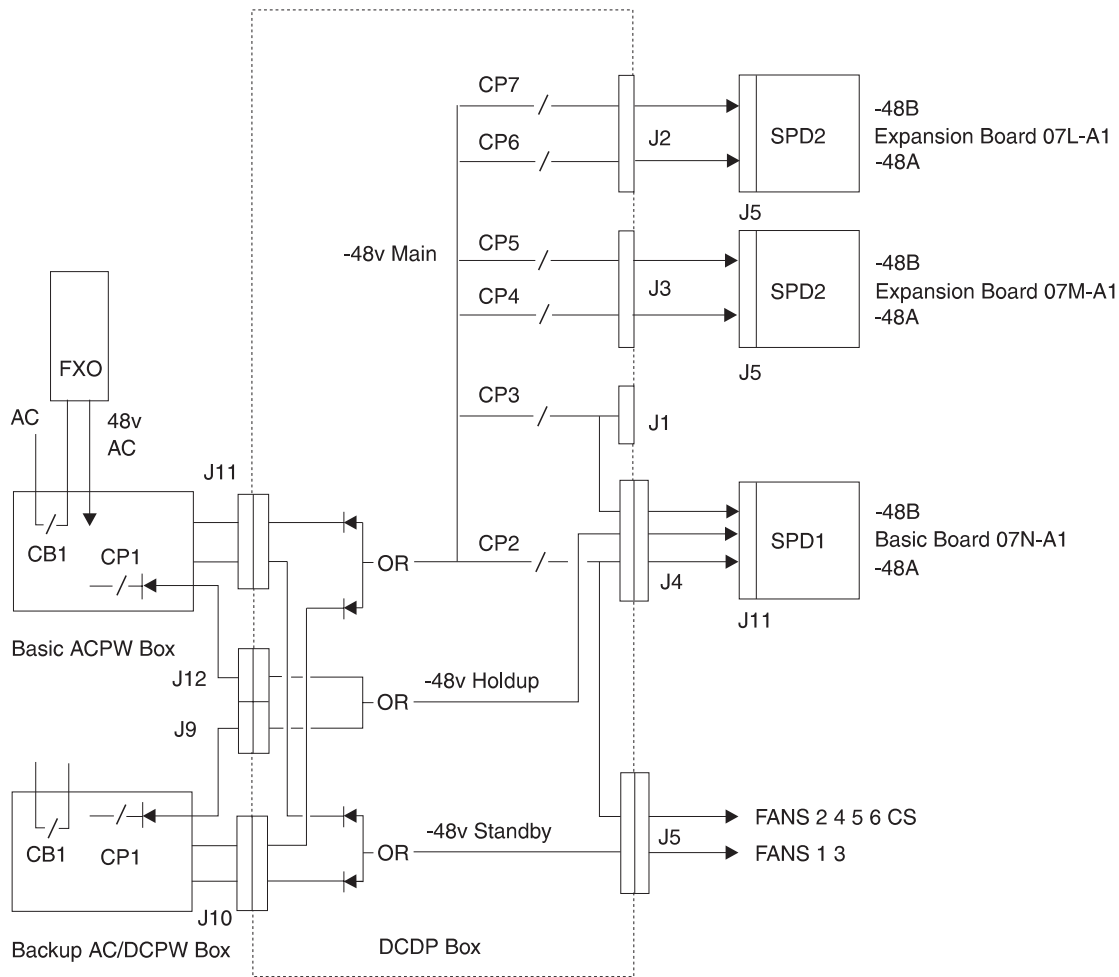 CP7
CP6
J2
SPD2
-48B
Expansion Board 07L-A1
-48A
J5
-48v Main
CP5
CP4
J3
SPD2
-48B
Expansion Board 07M-A1
-48A
J5
FXO
AC
48v
AC
CP3
J1
J11
CB1
CP1
OR
CP2
J4
SPD1
-48B
Basic Board 07N-A1
-48A
J11
Basic ACPW Box
J12
J9
OR
-48v Holdup
CB1
CP1
OR
-48v Standby
J5
FANS 2 4 5 6 CS
FANS 1 3
J10
Backup AC/DCPW Box
DCDP Box